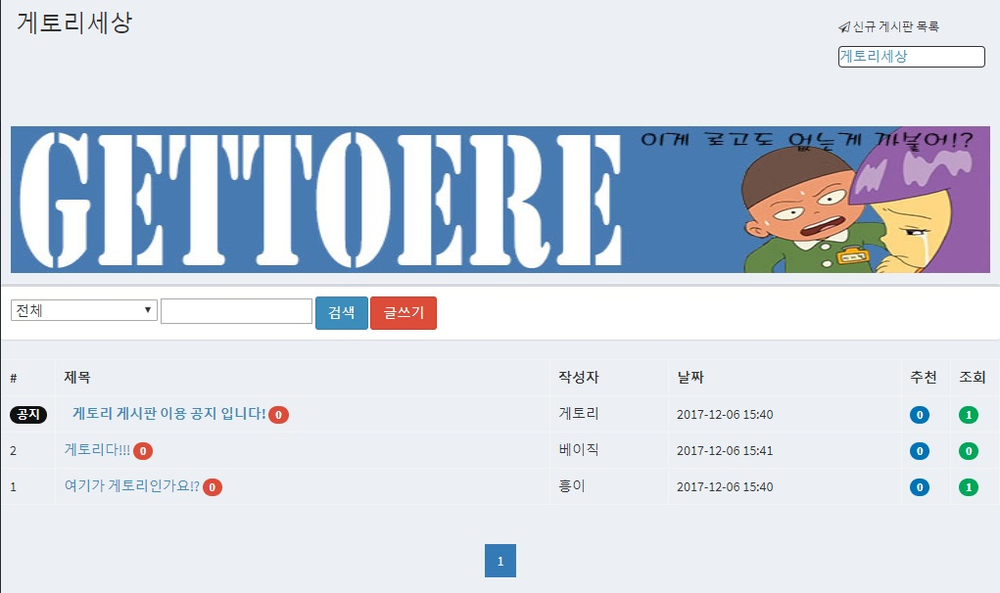 게토리세상
신규 게시판 목록
게토리세상
GETTOERE
이게 로고도 없는게 까불어!?
전체
검색 글쓰기
# 제목 작성자 날짜 추천 조회
공지 게토리 게시판 이용 공지 입니다! 0 게토리 2017-12-06 15:40 0 1
2 게토리다!!! 0 베이직 2017-12-06 15:41 0 0
1 여기가 게토리인가요!? 0 흥이 2017-12-06 15:40 0 1
1